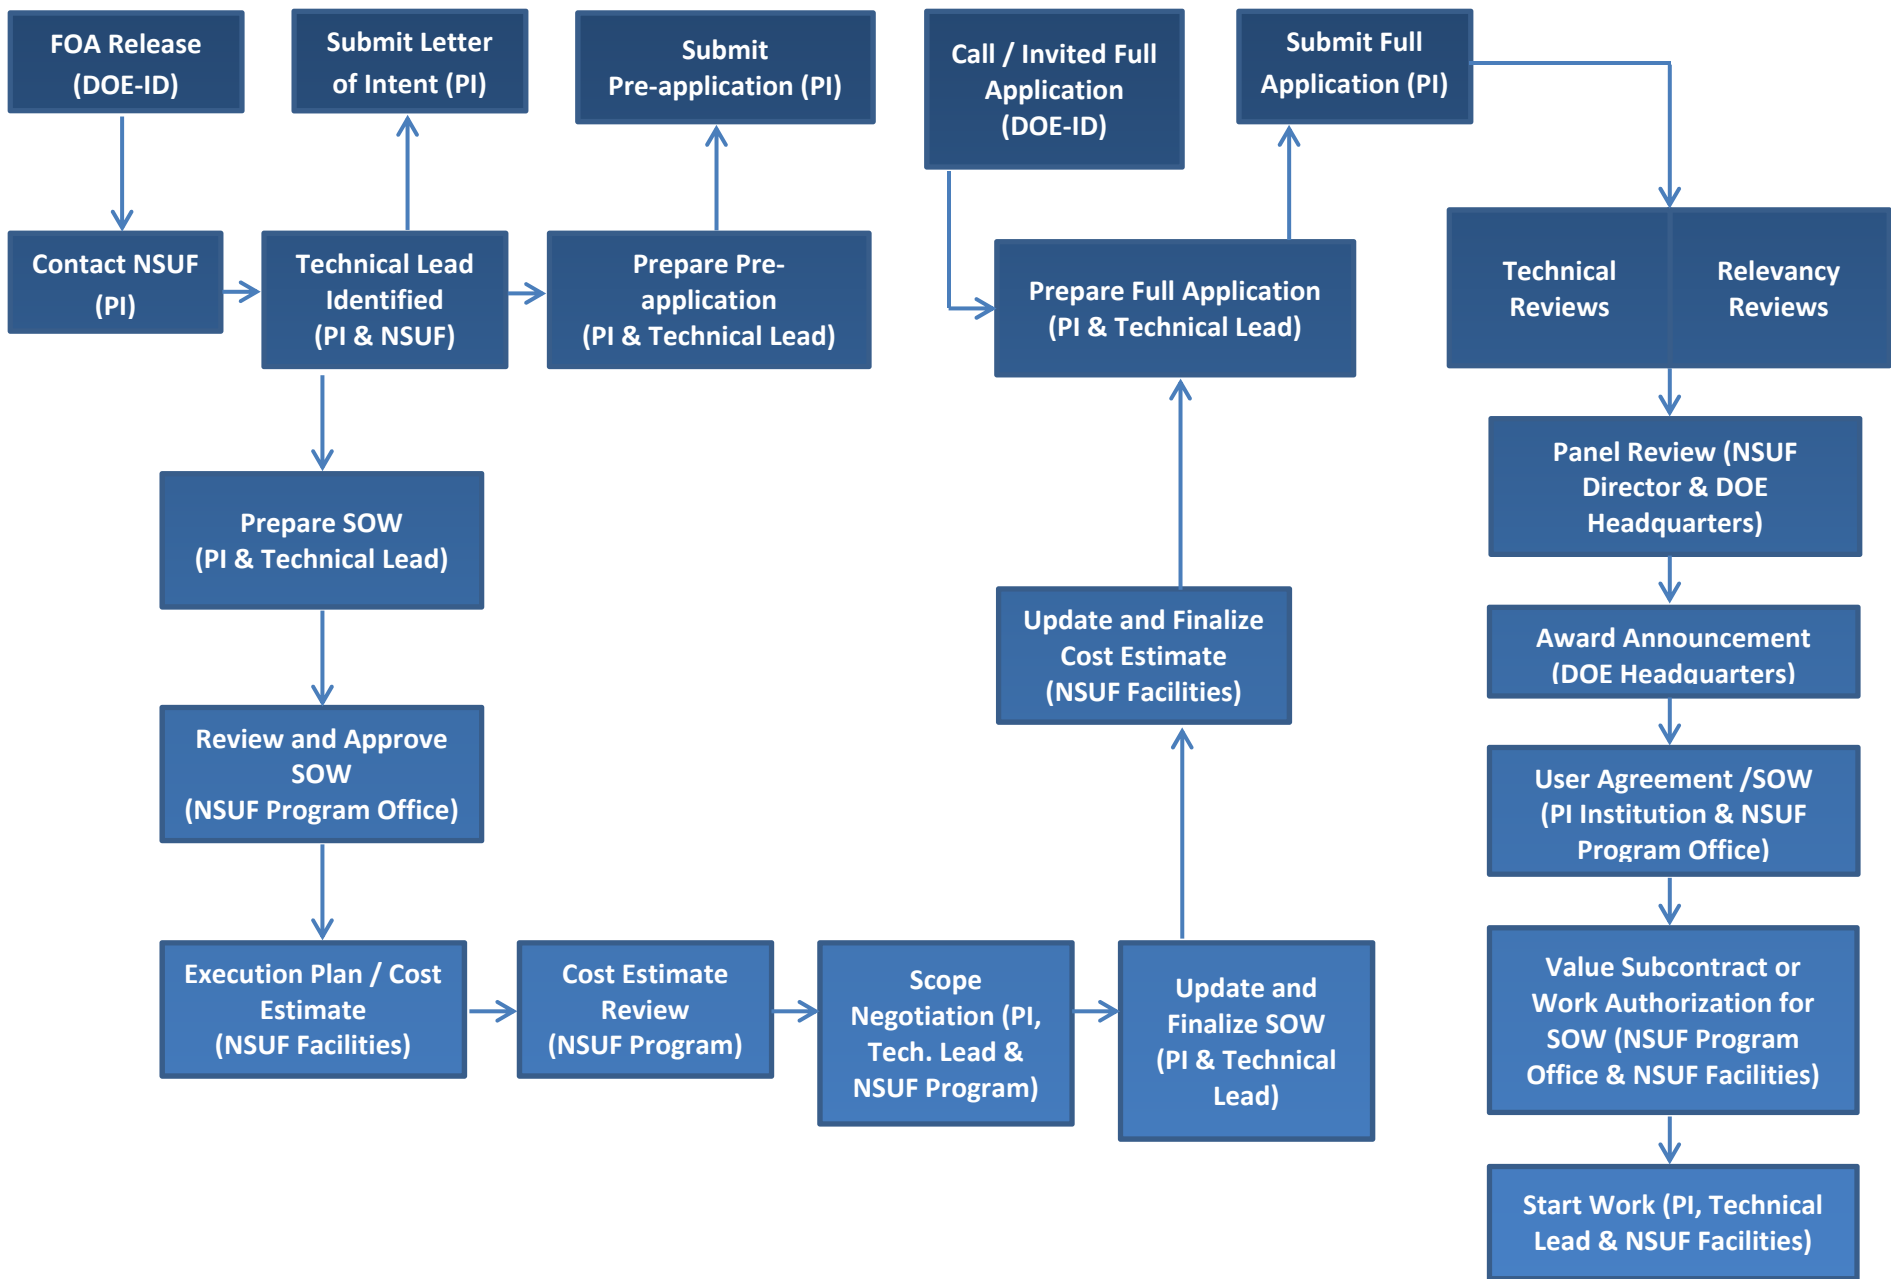 FOA Release
(DOE-ID)
Submit Letter
of Intent (PI)
Submit
Pre-application (PI)
Call / Invited Full
Application
(DOE-ID)
Submit Full
Application (PI)
Contact NSUF
(PI)
Technical Lead
Identified
(PI & NSUF)
Prepare Pre-
application
(PI & Technical Lead)
Prepare Full Application
(PI & Technical Lead)
Technical
Reviews
Relevancy
Reviews
Prepare SOW
(PI & Technical Lead)
Panel Review (NSUF
Director & DOE
Headquarters)
Update and Finalize
Cost Estimate
(NSUF Facilities)
Award Announcement
(DOE Headquarters)
Review and Approve
SOW
(NSUF Program Office)
User Agreement /SOW
(PI Institution & NSUF
Program Office)
Execution Plan / Cost
Estimate
(NSUF Facilities)
Cost Estimate
Review
(NSUF Program)
Scope
Negotiation (PI,
Tech. Lead &
NSUF Program)
Update and
Finalize SOW
(PI & Technical
Lead)
Value Subcontract or
Work Authorization for
SOW (NSUF Program
Office & NSUF Facilities)
Start Work (PI, Technical
Lead & NSUF Facilities)